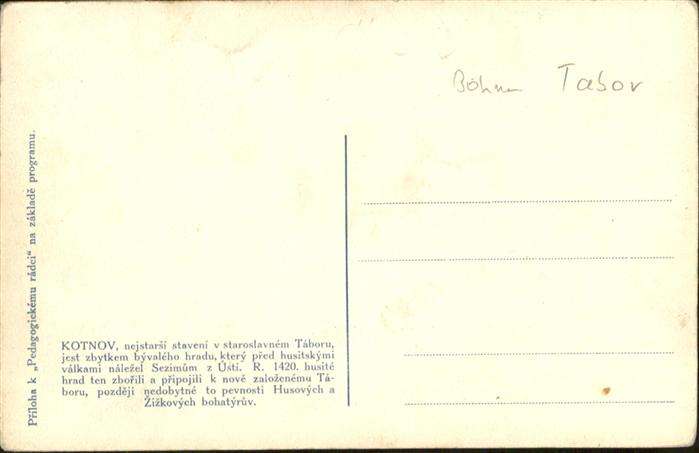 Böhm Tabor
Příloha k „Pedagogickému rádci“ na základě programu.
KOTNOV, nejstarší stavení v staroslavném Táboru,
jest zbytkem bývalého hradu, který před husitskými
válkami náležel Sezimům z Ústí. R. 1420. husité
hrad ten zbořili a připojili k nově založenému Tá-
boru, později nedobytné to pevnosti Husových a
Žižkových bohatýrův.